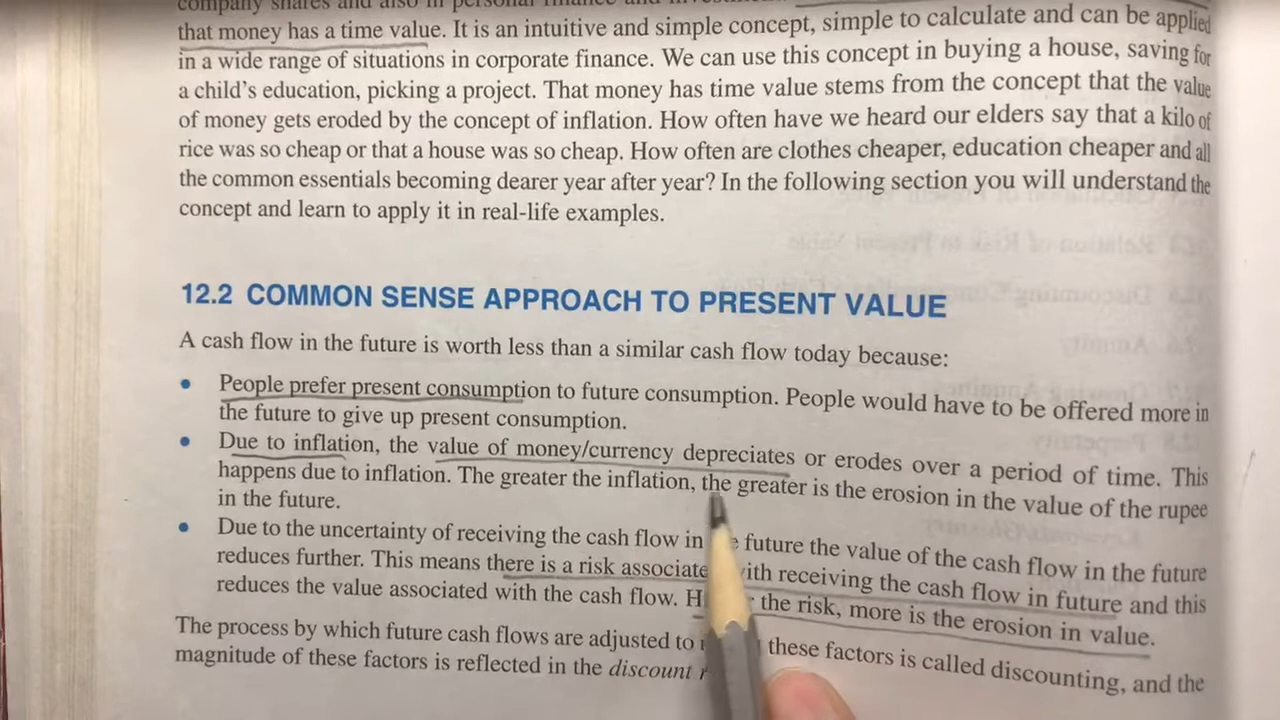 company shares and also in personal finance and
that money has a time value. It is an intuitive and simple concept, simple to calculate and can be applied
in a wide range of situations in corporate finance. We can use this concept in buying a house, saving for
a child's education, picking a project. That money has time value stems from the concept that the value
of money gets eroded by the concept of inflation. How often have we heard our elders say that a kilo of
rice was so cheap or that a house was so cheap. How often are clothes cheaper, education cheaper and all
the common essentials becoming dearer year after year? In the following section you will understand the
concept and learn to apply it in real-life examples.
12.2 COMMON SENSE APPROACH TO PRESENT VALUE
A cash flow in the future is worth less than a similar cash flow today because:
• People prefer present consumption to future consumption. People would have to be offered more in
the future to give up present consumption.
• Due to inflation, the value of money/currency depreciates or erodes over a period of time. This
happens due to inflation. The greater the inflation, the greater is the erosion in the value of the rupee
in the future.
• Due to the uncertainty of receiving the cash flow in future the value of the cash flow in the future
reduces further. This means there is a risk associate ith receiving the cash flow in future and this
reduces the value associated with the cash flow. the risk, more is the erosion in value.
The process by which future cash flows are adjusted to these factors is called discounting, and the
magnitude of these factors is reflected in the discount